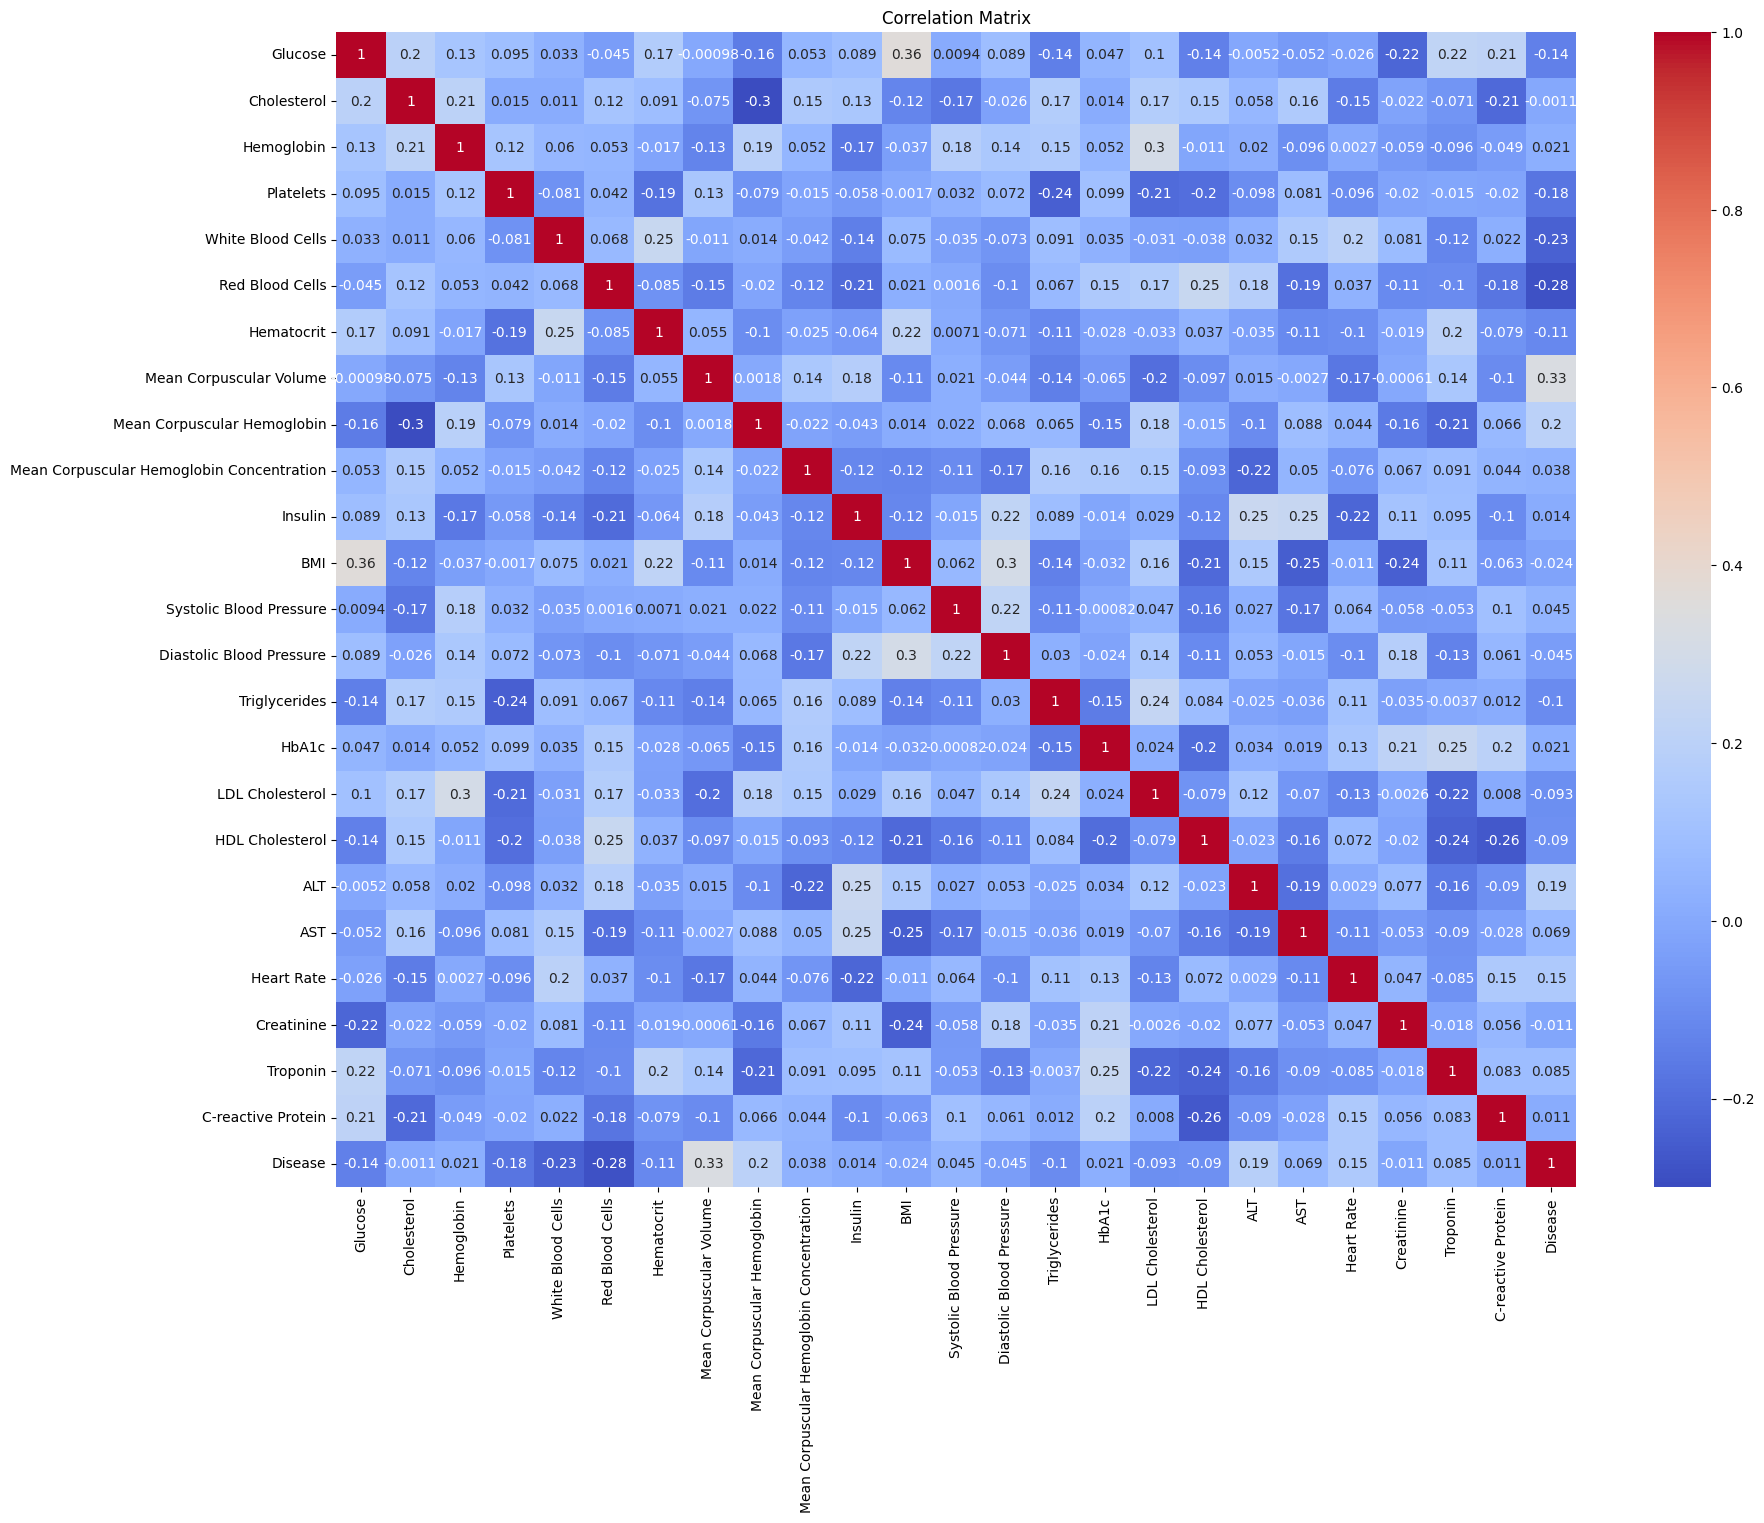 Correlation Matrix
Glucose 1 0.2 0.13 0.095 0.033 -0.045 0.17 -0.00098 -0.16 0.053 0.089 0.36 0.0094 0.089 -0.14 0.047 0.1 -0.14 -0.0052 -0.052 -0.026 -0.22 0.22 0.21 -0.14
Cholesterol 0.2 1 0.21 0.015 0.011 0.12 0.091 -0.075 -0.3 0.15 0.13 -0.12 -0.17 -0.026 0.17 0.014 0.17 0.15 0.058 0.16 -0.15 -0.022 -0.071 -0.21 -0.0011
Hemoglobin 0.13 0.21 1 0.12 0.06 0.053 -0.017 -0.13 0.19 0.052 -0.17 -0.037 0.18 0.14 0.15 0.052 0.3 -0.011 0.02 -0.096 0.0027 -0.059 -0.096 -0.049 0.021
Platelets 0.095 0.015 0.12 1 -0.081 0.042 -0.19 0.13 -0.079 -0.015 -0.058 -0.0017 0.032 0.072 -0.24 0.099 -0.21 -0.2 -0.098 0.081 -0.096 -0.02 -0.015 -0.02 -0.18
White Blood Cells 0.033 0.011 0.06 -0.081 1 0.068 0.25 -0.011 0.014 -0.042 -0.14 0.075 -0.035 -0.073 0.091 0.035 -0.031 -0.038 0.032 0.15 0.2 0.081 -0.12 0.022 -0.23
Red Blood Cells -0.045 0.12 0.053 0.042 0.068 1 -0.085 -0.15 -0.02 -0.12 -0.21 0.021 0.0016 -0.1 0.067 0.15 0.17 0.25 0.18 -0.19 0.037 -0.11 -0.1 -0.18 -0.28
Hematocrit 0.17 0.091 -0.017 -0.19 0.25 -0.085 1 0.055 -0.1 -0.025 -0.064 0.22 0.0071 -0.071 -0.11 -0.028 -0.033 0.037 -0.035 -0.11 -0.1 -0.019 0.2 -0.079 -0.11
Mean Corpuscular Volume -0.00098 -0.075 -0.13 0.13 -0.011 -0.15 0.055 1 0.0018 0.14 0.18 -0.11 0.021 -0.044 -0.14 -0.065 -0.2 -0.097 0.015 -0.0027 -0.17 -0.00061 0.14 -0.1 0.33
Mean Corpuscular Hemoglobin -0.16 -0.3 0.19 -0.079 0.014 -0.02 -0.1 0.0018 1 -0.022 -0.043 0.014 0.022 0.068 0.065 -0.15 0.18 -0.015 -0.1 0.088 0.044 -0.16 -0.21 0.066 0.2
Mean Corpuscular Hemoglobin Concentration 0.053 0.15 0.052 -0.015 -0.042 -0.12 -0.025 0.14 -0.022 1 -0.12 -0.12 -0.11 -0.17 0.16 0.16 0.15 -0.093 -0.22 0.05 -0.076 0.067 0.091 0.044 0.038
Insulin 0.089 0.13 -0.17 -0.058 -0.14 -0.21 -0.064 0.18 -0.043 -0.12 1 -0.12 -0.015 0.22 0.089 -0.014 0.029 -0.12 0.25 0.25 -0.22 0.11 0.095 -0.1 0.014
BMI 0.36 -0.12 -0.037 -0.0017 0.075 0.021 0.22 -0.11 0.014 -0.12 -0.12 1 0.062 0.3 -0.14 -0.032 0.16 -0.21 0.15 -0.25 -0.011 -0.24 0.11 -0.063 -0.024
Systolic Blood Pressure 0.0094 -0.17 0.18 0.032 -0.035 0.0016 0.0071 0.021 0.022 -0.11 -0.015 0.062 1 0.22 -0.11 -0.00082 0.047 -0.16 0.027 -0.17 0.064 -0.058 -0.053 0.1 0.045
Diastolic Blood Pressure 0.089 -0.026 0.14 0.072 -0.073 -0.1 -0.071 -0.044 0.068 -0.17 0.22 0.3 0.22 1 0.03 -0.024 0.14 -0.11 0.053 -0.015 -0.1 0.18 -0.13 0.061 -0.045
Triglycerides -0.14 0.17 0.15 -0.24 0.091 0.067 -0.11 -0.14 0.065 0.16 0.089 -0.14 -0.11 0.03 1 -0.15 0.24 0.084 -0.025 -0.036 0.11 -0.035 -0.0037 0.012 -0.1
HbA1c 0.047 0.014 0.052 0.099 0.035 0.15 -0.028 -0.065 -0.15 0.16 -0.014 -0.032 -0.00082 -0.024 -0.15 1 0.024 -0.2 0.034 0.019 0.13 0.21 0.25 0.2 0.021
LDL Cholesterol 0.1 0.17 0.3 -0.21 -0.031 0.17 -0.033 -0.2 0.18 0.15 0.029 0.16 0.047 0.14 0.24 0.024 1 -0.079 0.12 -0.07 -0.13 -0.0026 -0.22 0.008 -0.093
HDL Cholesterol -0.14 0.15 -0.011 -0.2 -0.038 0.25 0.037 -0.097 -0.015 -0.093 -0.12 -0.21 -0.16 -0.11 0.084 -0.2 -0.079 1 -0.023 -0.16 0.072 -0.02 -0.24 -0.26 -0.09
ALT -0.0052 0.058 0.02 -0.098 0.032 0.18 -0.035 0.015 -0.1 -0.22 0.25 0.15 0.027 0.053 -0.025 0.034 0.12 -0.023 1 -0.19 0.0029 0.077 -0.16 -0.09 0.19
AST -0.052 0.16 -0.096 0.081 0.15 -0.19 -0.11 -0.0027 0.088 0.05 0.25 -0.25 -0.17 -0.015 -0.036 0.019 -0.07 -0.16 -0.19 1 -0.11 -0.053 -0.09 -0.028 0.069
Heart Rate -0.026 -0.15 0.0027 -0.096 0.2 0.037 -0.1 -0.17 0.044 -0.076 -0.22 -0.011 0.064 -0.1 0.11 0.13 -0.13 0.072 0.0029 -0.11 1 0.047 -0.085 0.15 0.15
Creatinine -0.22 -0.022 -0.059 -0.02 0.081 -0.11 -0.019 -0.00061 -0.16 0.067 0.11 -0.24 -0.058 0.18 -0.035 0.21 -0.0026 -0.02 0.077 -0.053 0.047 1 -0.018 0.056 -0.011
Troponin 0.22 -0.071 -0.096 -0.015 -0.12 -0.1 0.2 0.14 -0.21 0.091 0.095 0.11 -0.053 -0.13 -0.0037 0.25 -0.22 -0.24 -0.16 -0.09 -0.085 -0.018 1 0.083 0.085
C-reactive Protein 0.21 -0.21 -0.049 -0.02 0.022 -0.18 -0.079 -0.1 0.066 0.044 -0.1 -0.063 0.1 0.061 0.012 0.2 0.008 -0.26 -0.09 -0.028 0.15 0.056 0.083 1 0.011
Disease -0.14 -0.0011 0.021 -0.18 -0.23 -0.28 -0.11 0.33 0.2 0.038 0.014 -0.024 0.045 -0.045 -0.1 0.021 -0.093 -0.09 0.19 0.069 0.15 -0.011 0.085 0.011 1
Glucose
Cholesterol
Hemoglobin
Platelets
White Blood Cells
Red Blood Cells
Hematocrit
Mean Corpuscular Volume
Mean Corpuscular Hemoglobin
Mean Corpuscular Hemoglobin Concentration
Insulin
BMI
Systolic Blood Pressure
Diastolic Blood Pressure
Triglycerides
HbA1c
LDL Cholesterol
HDL Cholesterol
ALT
AST
Heart Rate
Creatinine
Troponin
C-reactive Protein
Disease
1.0
0.8
0.6
0.4
0.2
0.0
−0.2